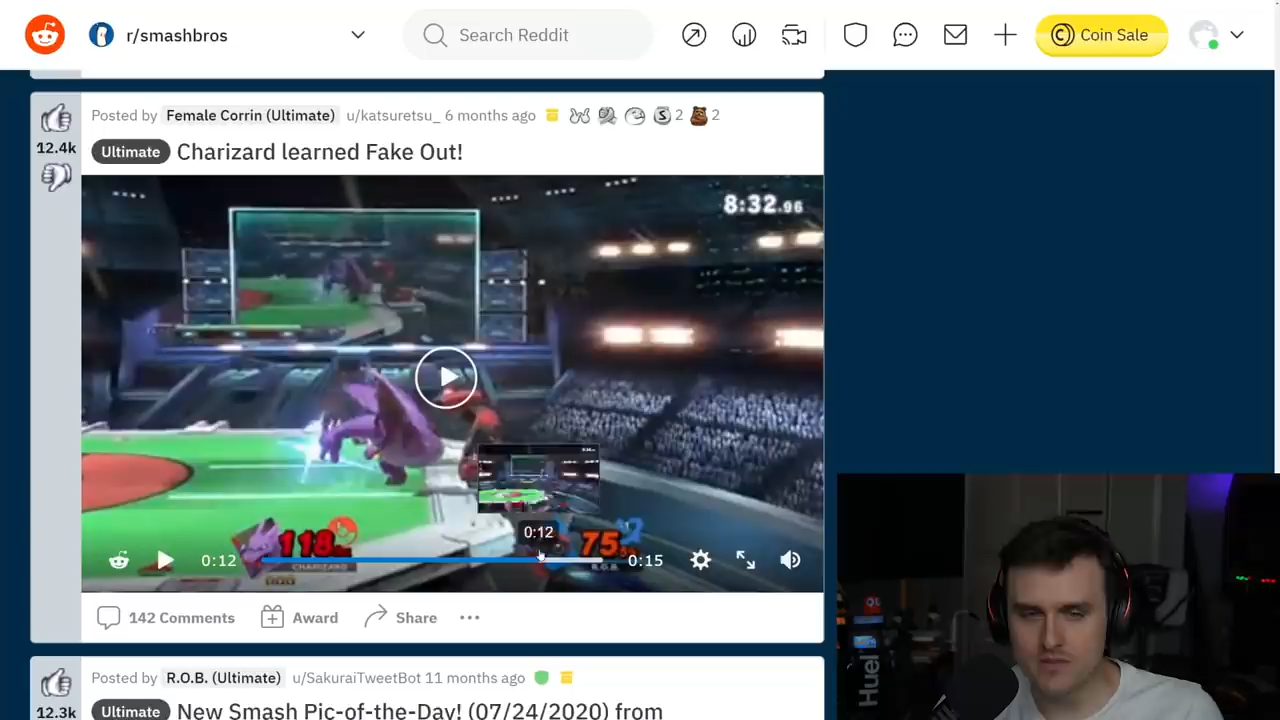 r/smashbros
Search Reddit
Coin Sale
Posted by Female Corrin (Ultimate) u/katsuretsu_ 6 months ago 2 2
12.4k
Ultimate Charizard learned Fake Out!
8:32.96
0:12
118
75
CHARIZARD
R.O.B.
0:12
0:15
142 Comments Award Share
Posted by R.O.B. (Ultimate) u/SakuraiTweetBot 11 months ago
12.3k
Ultimate New Smash Pic-of-the-Day! (07/24/2020) from
Huel